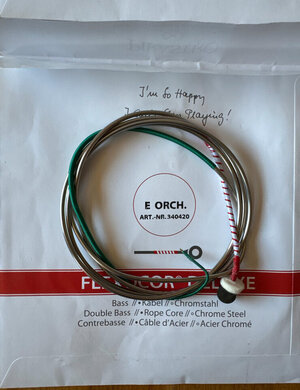 I'm So Happy
Playing!
E ORCH.
ART.-NR.340420
Bass //•Kabel //◦Chromstahl
Double Bass //•Rope Core //◦Chrome Steel
Contrebasse //•Câble d'Acier //◦Acier Chromé